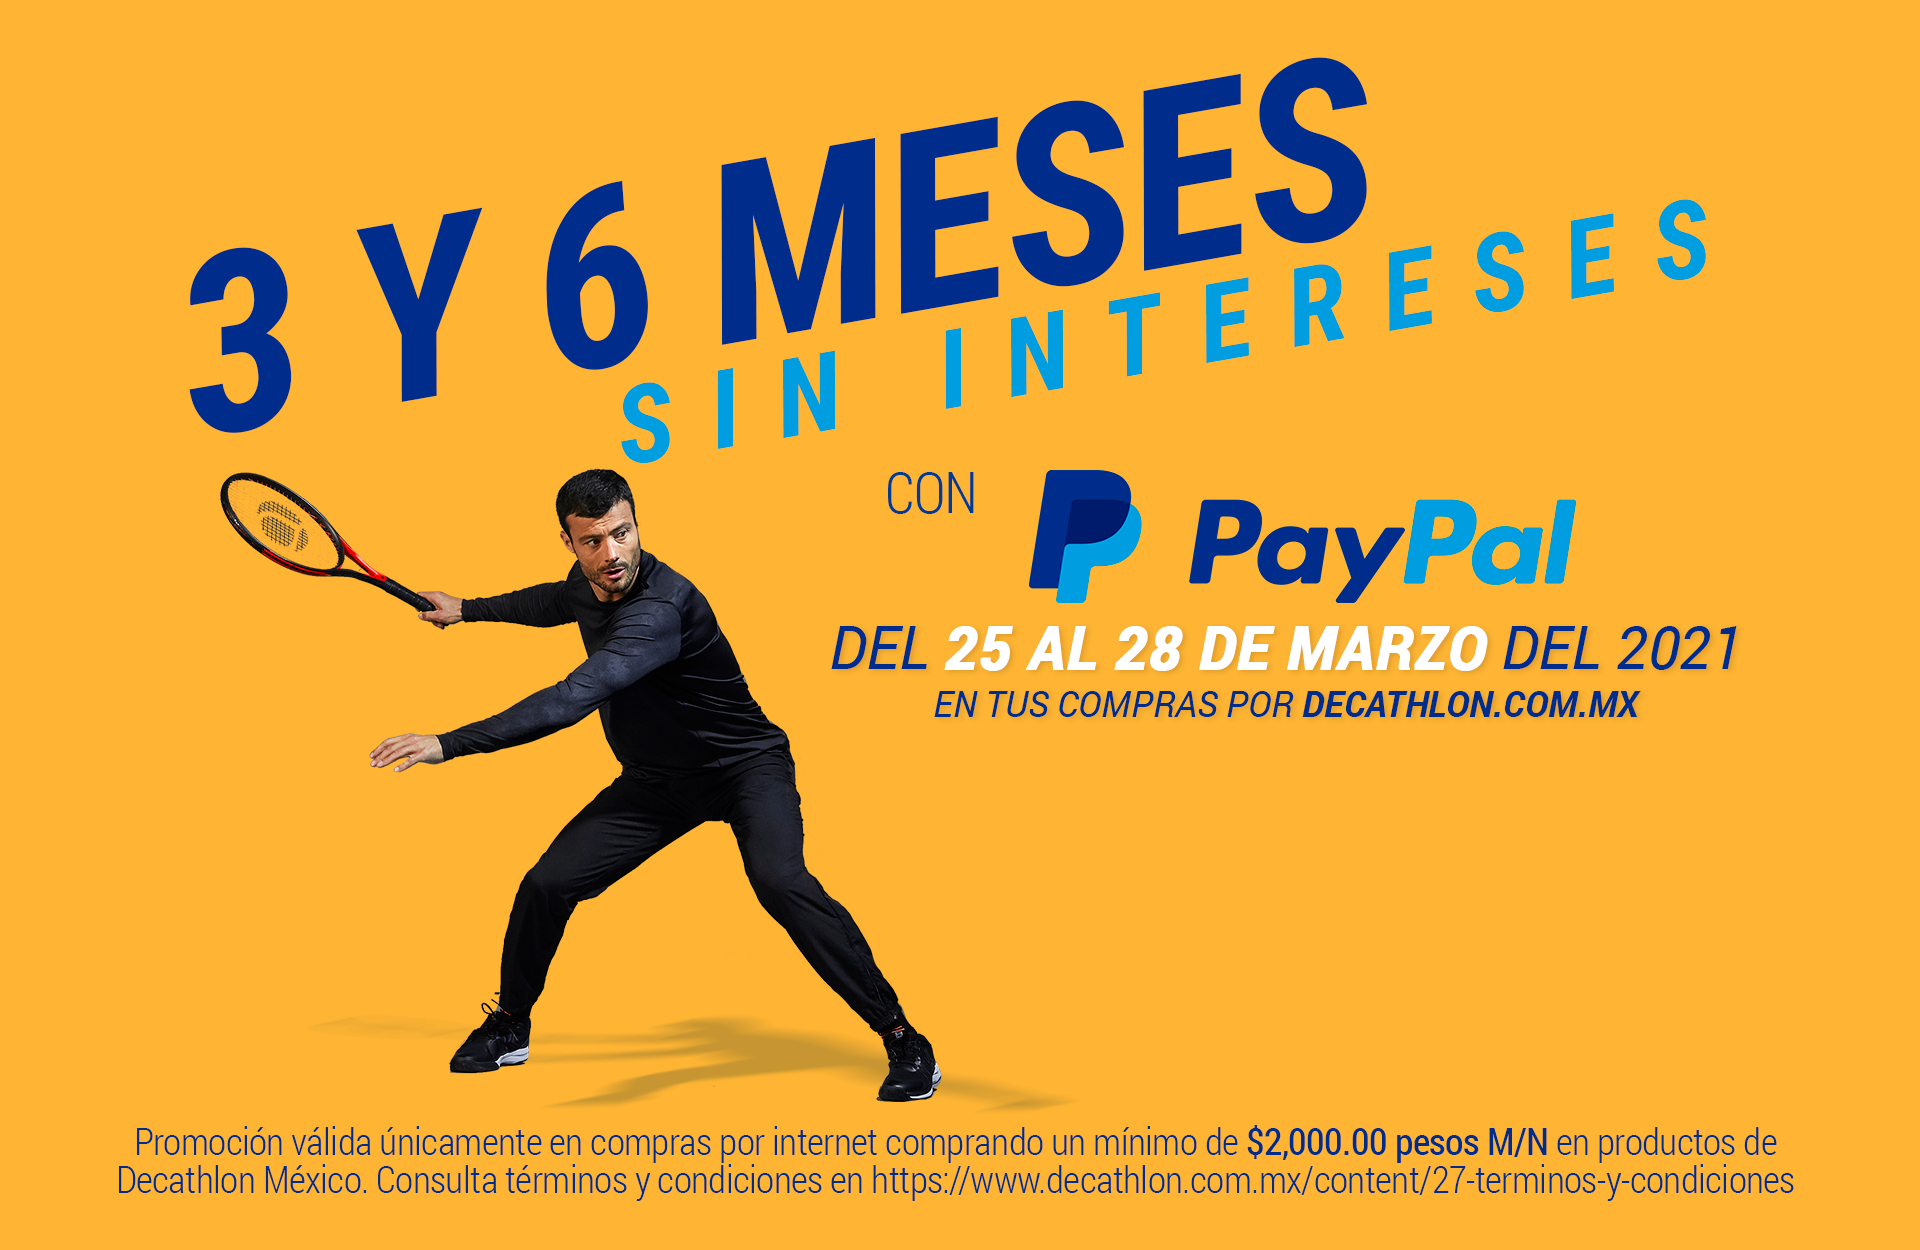 3 Y 6 MESES
SIN INTERESES
CON PayPal
DEL 25 AL 28 DE MARZO DEL 2021
EN TUS COMPRAS POR DECATHLON.COM.MX
Promoción válida únicamente en compras por internet comprando un mínimo de $2,000.00 pesos M/N en productos de
Decathlon México. Consulta términos y condiciones en https://www.decathlon.com.mx/content/27-terminos-y-condiciones